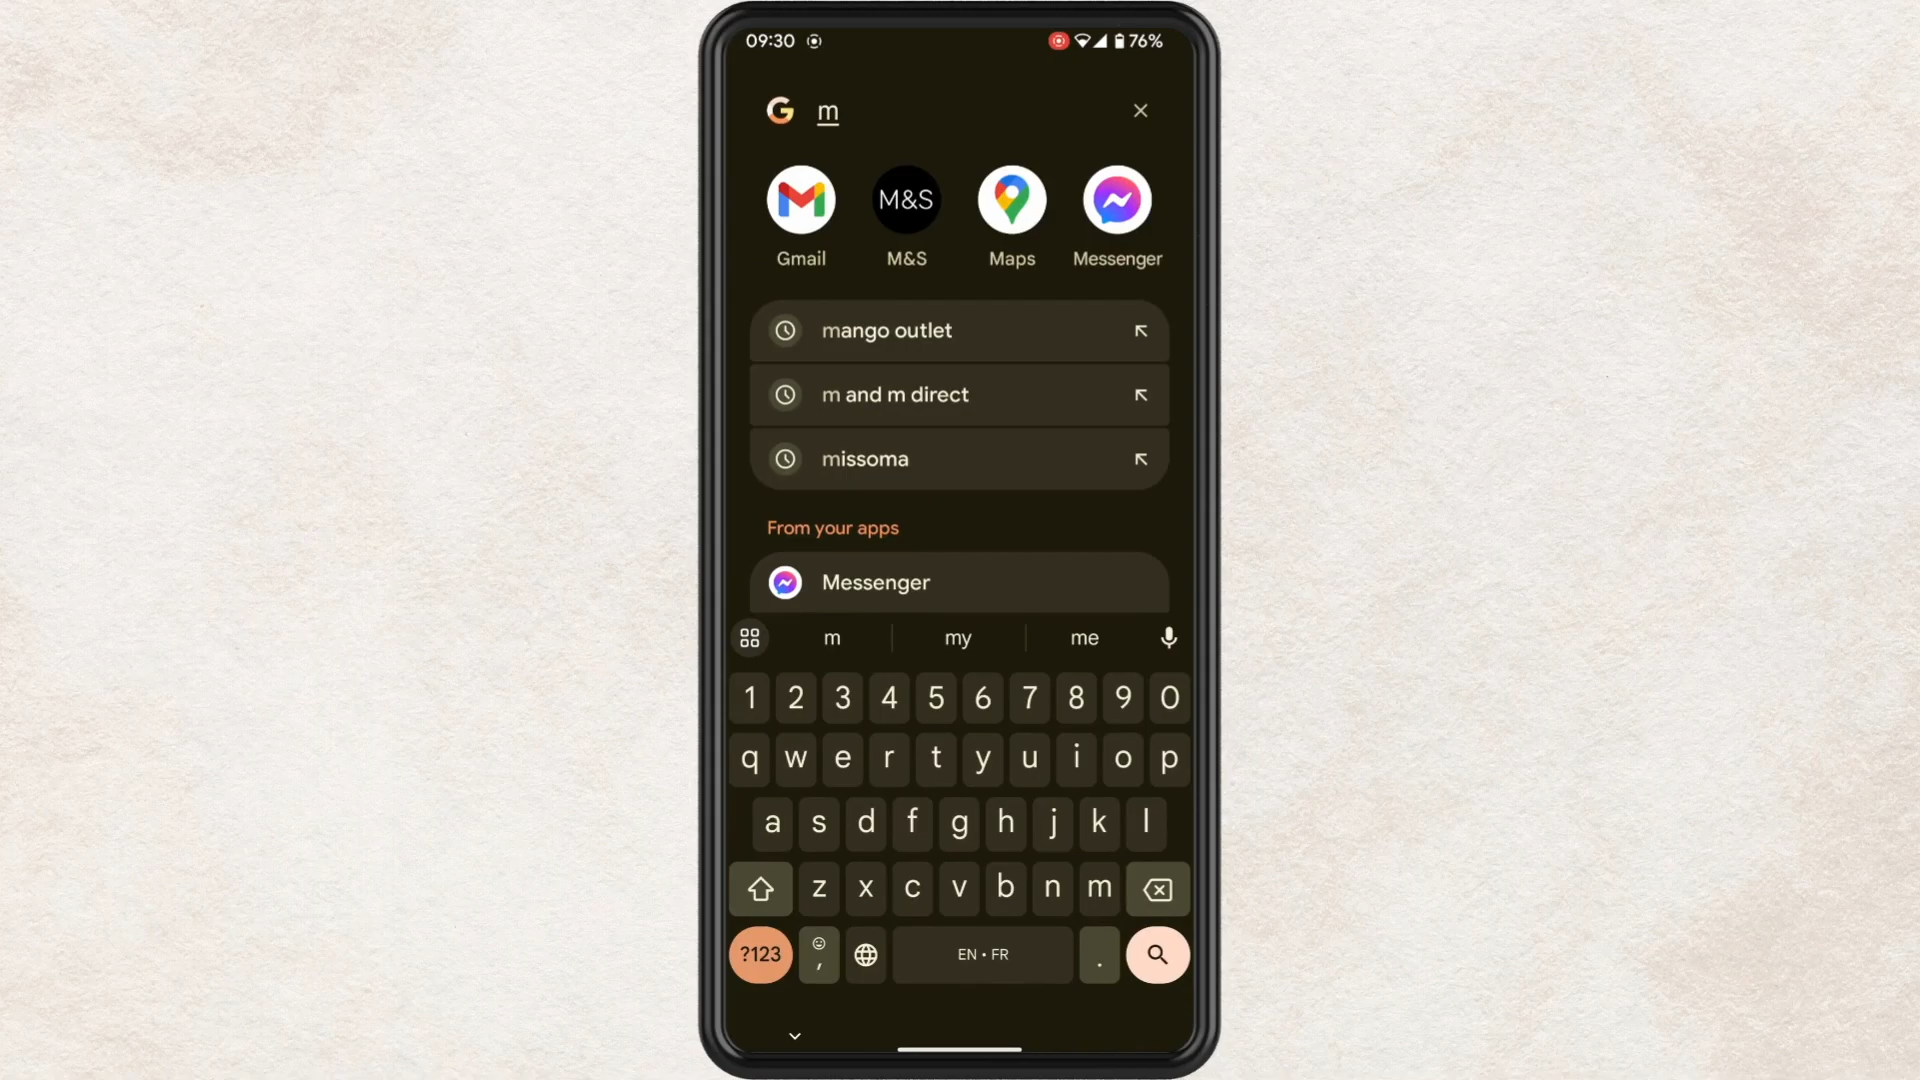 09:30 76%
m
M&S
Gmail M&S Maps Messenger
mango outlet
m and m direct
missoma
From your apps
Messenger
m my me
1 2 3 4 5 6 7 8 9 0
q w e r t y u i o p
a s d f g h j k l
z x c v b n m
?123 , EN • FR .